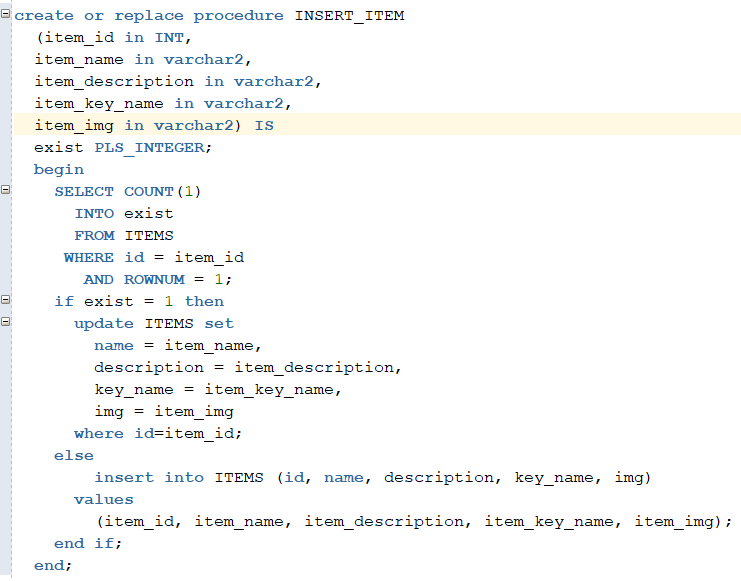 create or replace procedure INSERT_ITEM
(item_id in INT,
item_name in varchar2,
item_description in varchar2,
item_key_name in varchar2,
item_img in varchar2) IS
exist PLS_INTEGER;
begin
SELECT COUNT(1)
INTO exist
FROM ITEMS
WHERE id = item_id
AND ROWNUM = 1;
if exist = 1 then
update ITEMS set
name = item_name,
description = item_description,
key_name = item_key_name,
img = item_img
where id=item_id;
else
insert into ITEMS (id, name, description, key_name, img)
values
(item_id, item_name, item_description, item_key_name, item_img);
end if;
end;